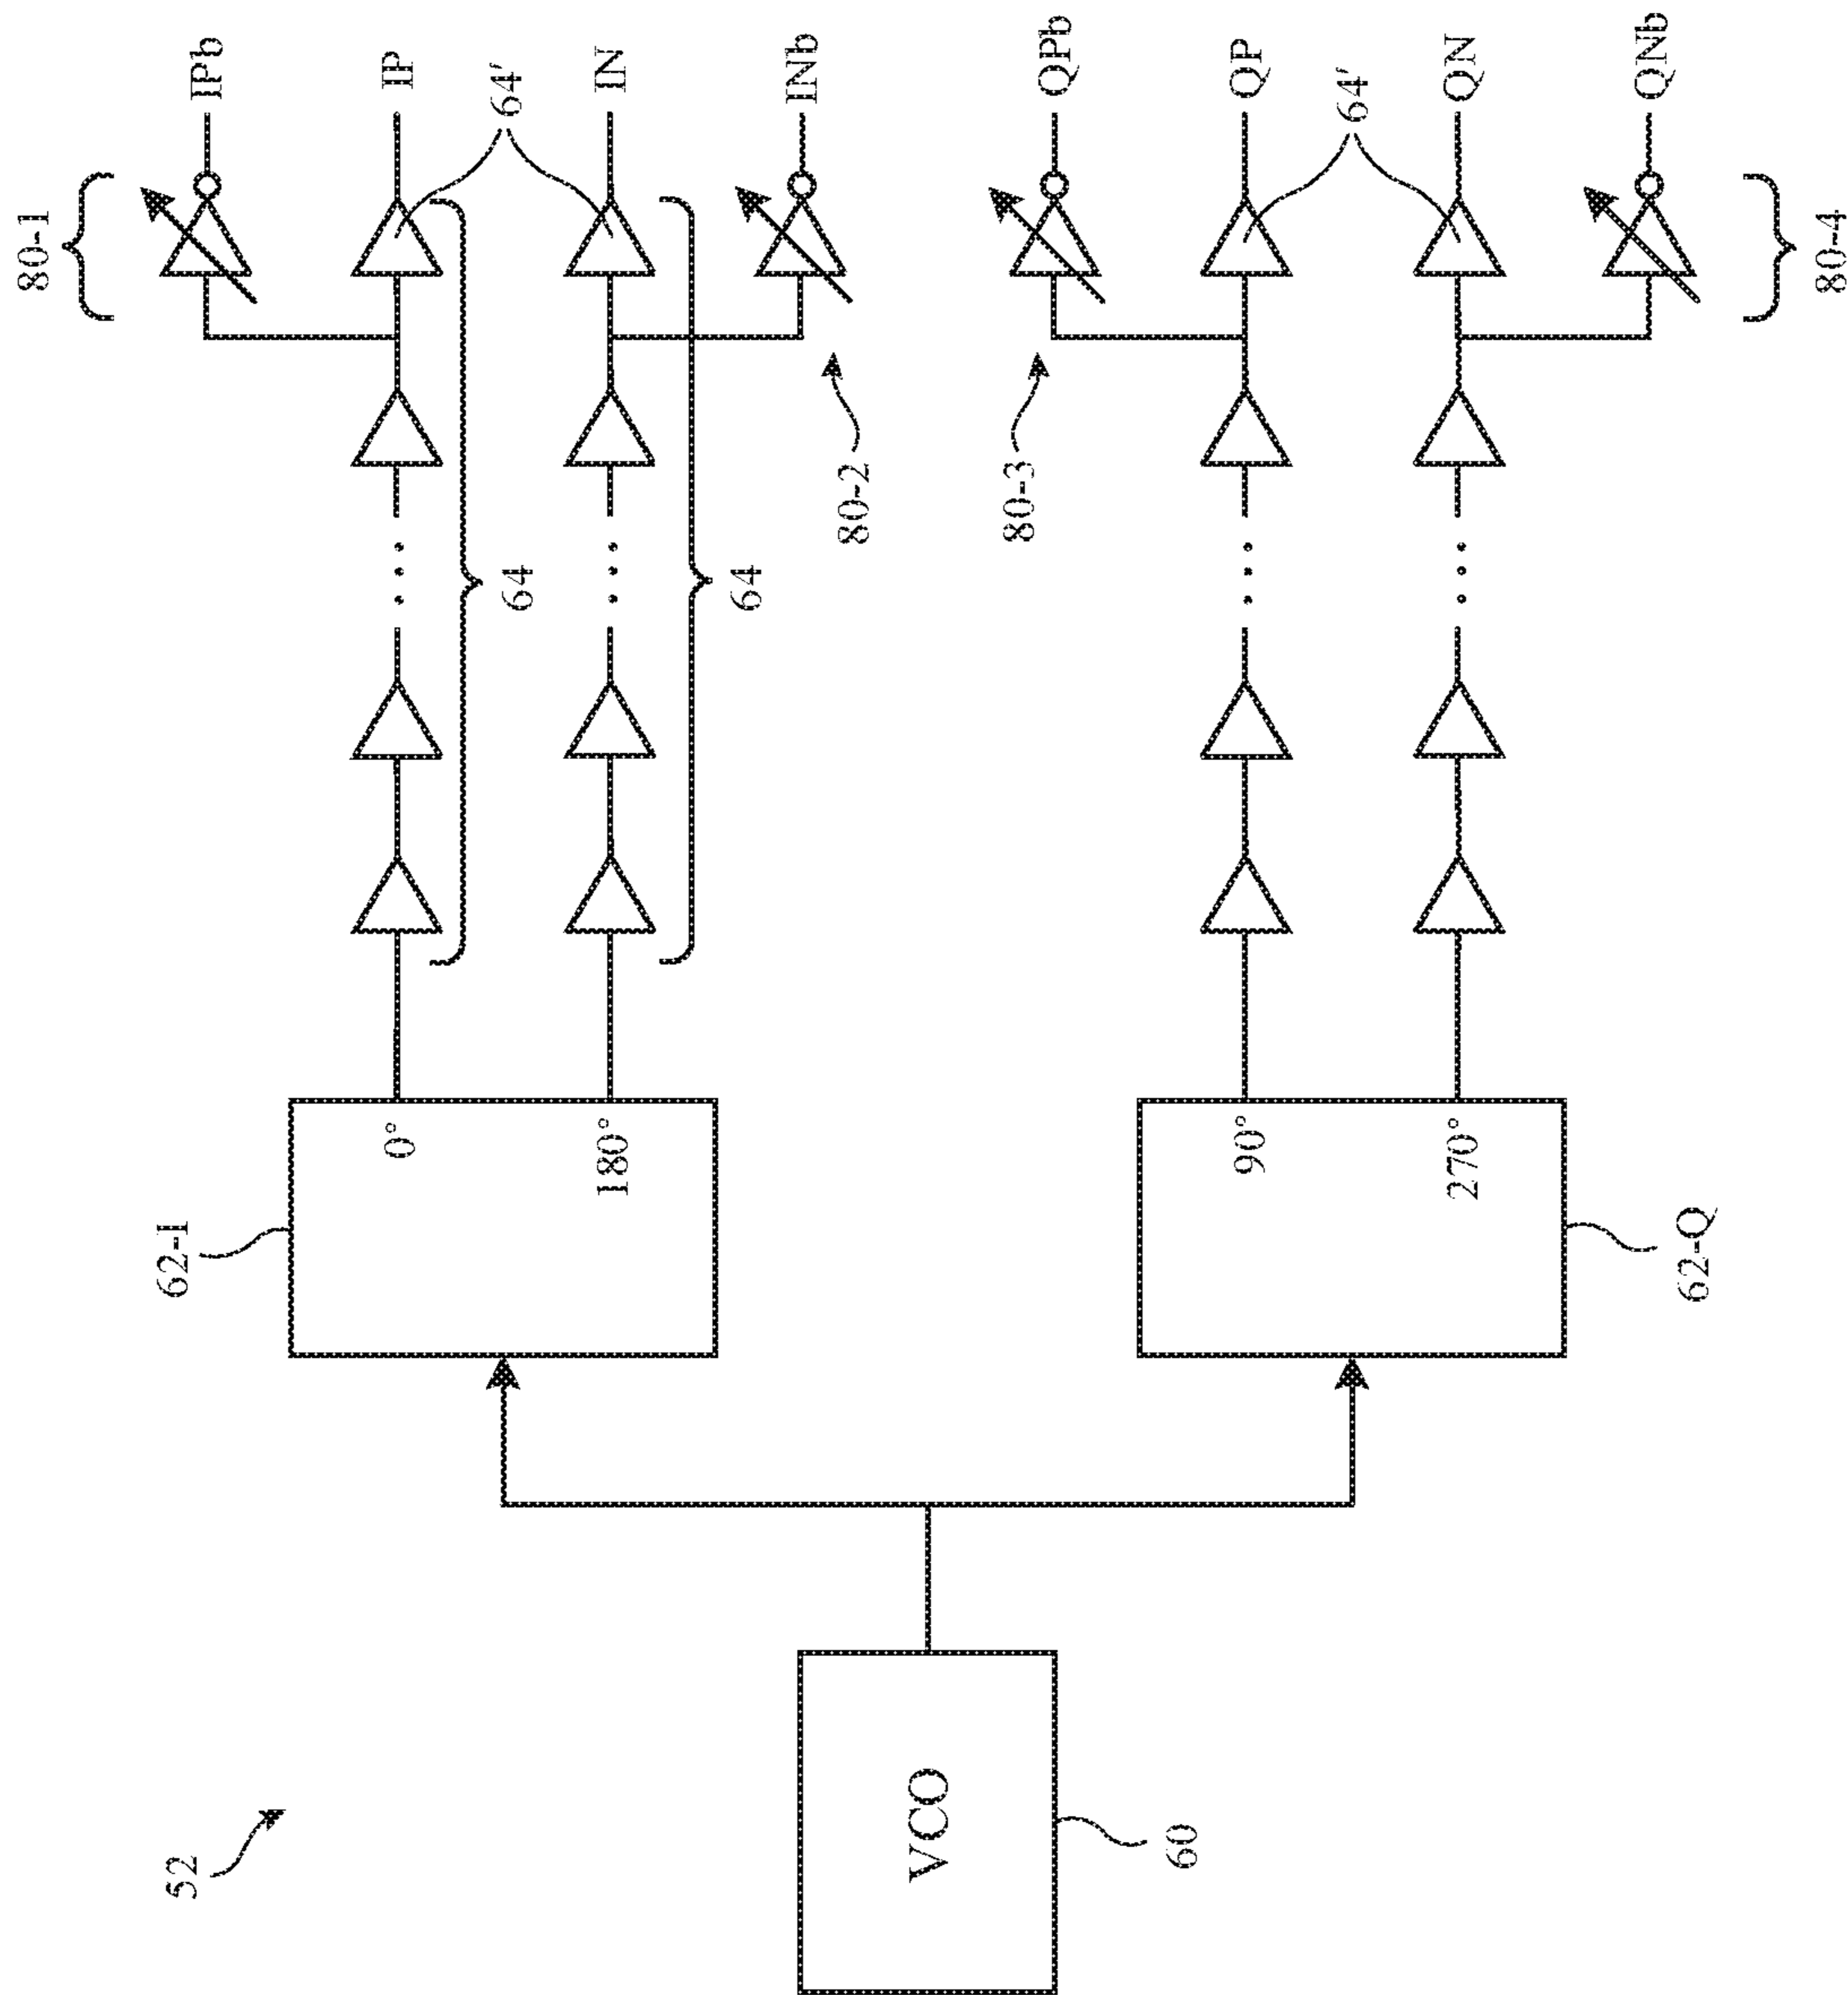 80-1
52
62-I
IPb
0°
IP
64
64′
180°
IN
64
INb
80-2
VCO
80-3
QPb
60
90°
QP
64′
270°
QN
QNb
62-Q
80-4